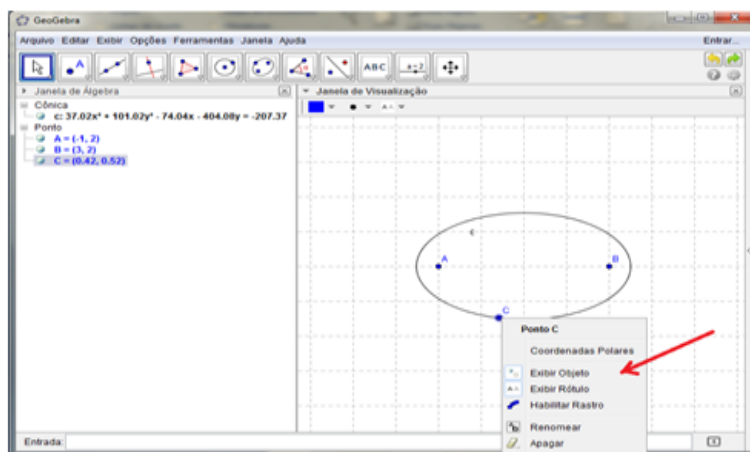 GeoGebra
Arquivo Editar Exibir Opções Ferramentas Janela Ajuda
Entrar...
ABC
a=2
Janela de Álgebra
Janela de Visualização
Cônica
c: 37.02x² + 101.02y² - 74.04x - 404.08y = -207.37
Ponto
A = (-1, 2)
B = (3, 2)
C = (0.42, 0.52)
c
A
B
C
Ponto C
Coordenadas Polares
Exibir Objeto
Exibir Rótulo
Habilitar Rastro
Renomear
Apagar
Entrada: